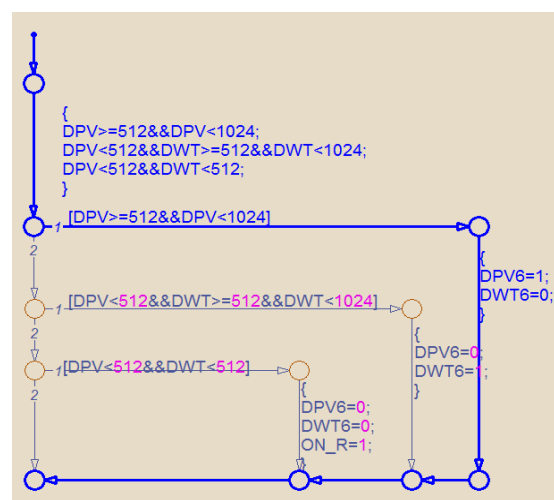 {
DPV>=512&&DPV<1024;
DPV<512&&DWT>=512&&DWT<1024;
DPV<512&&DWT<512;
}
1 [DPV>=512&&DPV<1024]
2
{
DPV6=1;
DWT6=0;
}
1 [DPV<512&&DWT>=512&&DWT<1024]
2
{
DPV6=0;
DWT6=1;
}
1 [DPV<512&&DWT<512]
2
{
DPV6=0;
DWT6=0;
ON_R=1;
}